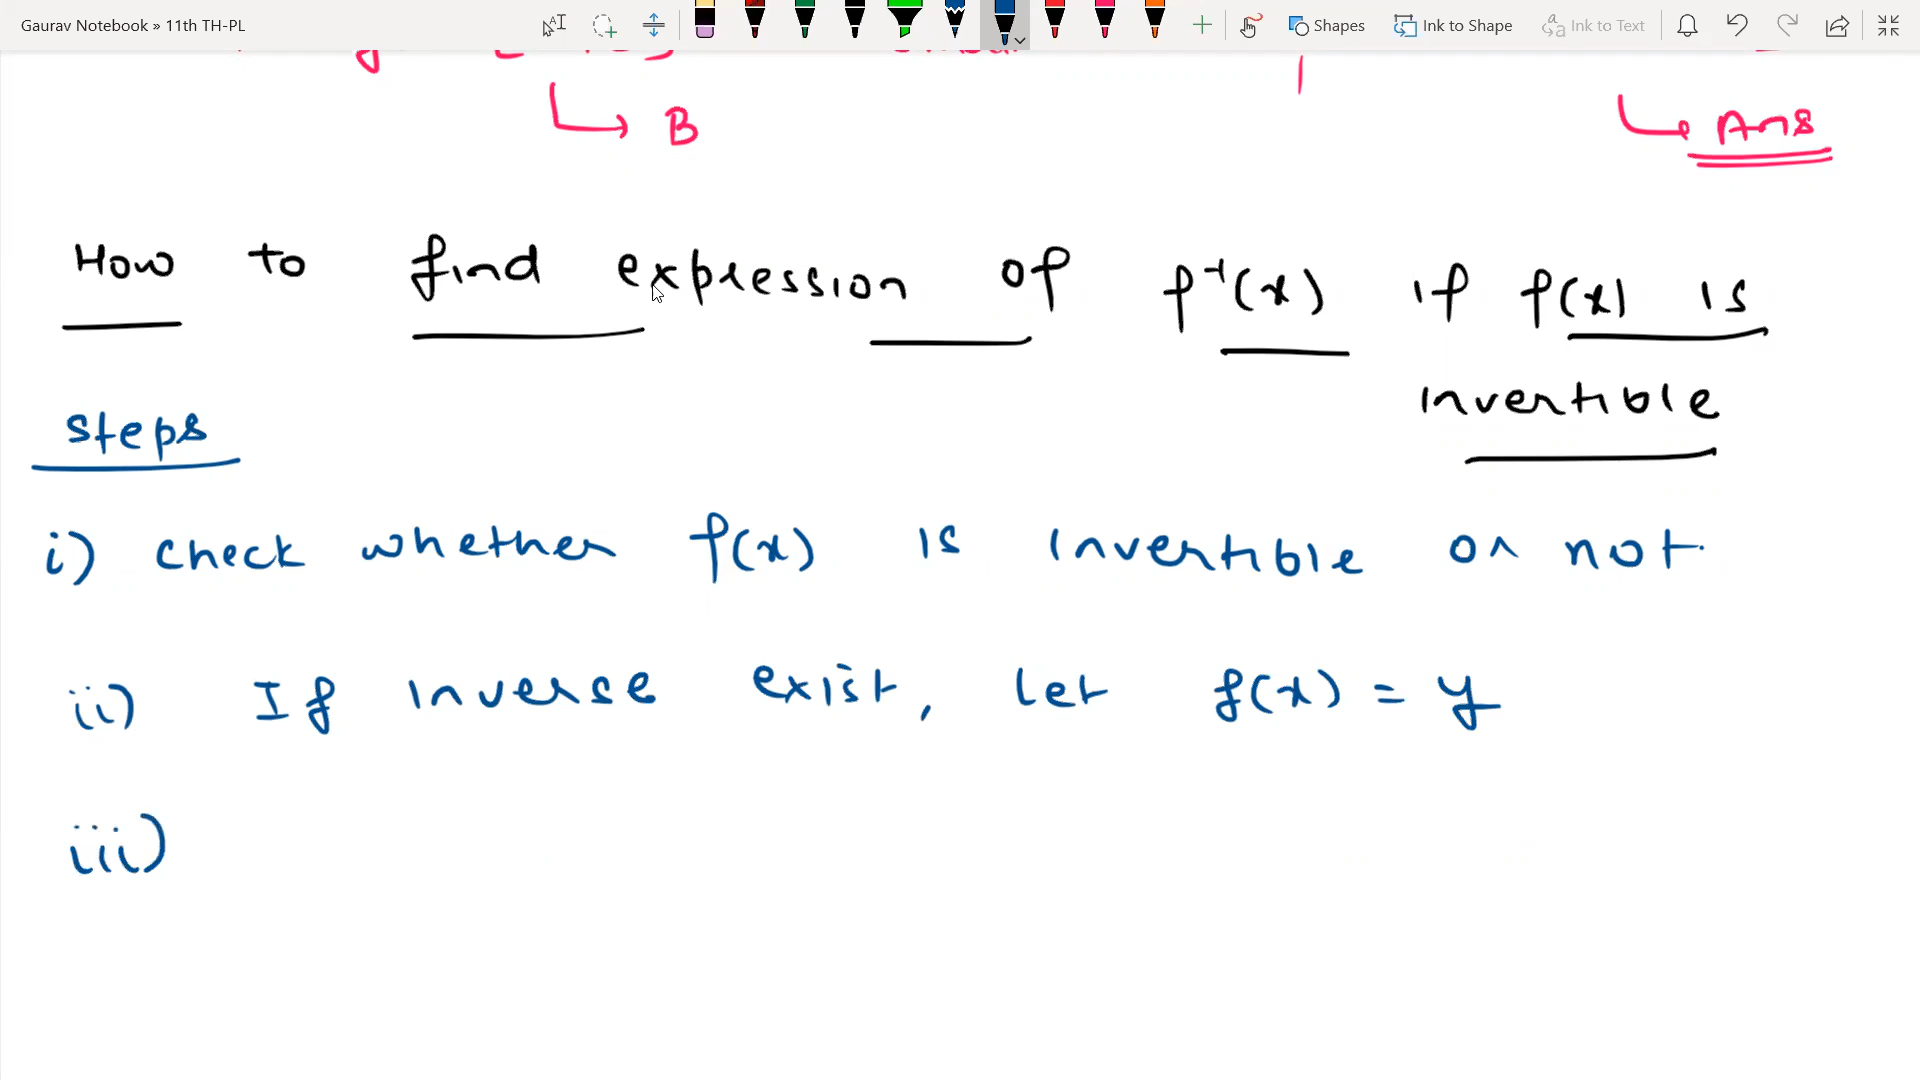 Gaurav Notebook » 11th TH-PL
Shapes Ink to Shape Ink to Text
B
Ans
How to find expression of f⁻¹(x) if f(x) is
invertible
Steps
i) Check whether f(x) is invertible or not.
ii) If inverse exist, let f(x) = y
iii)